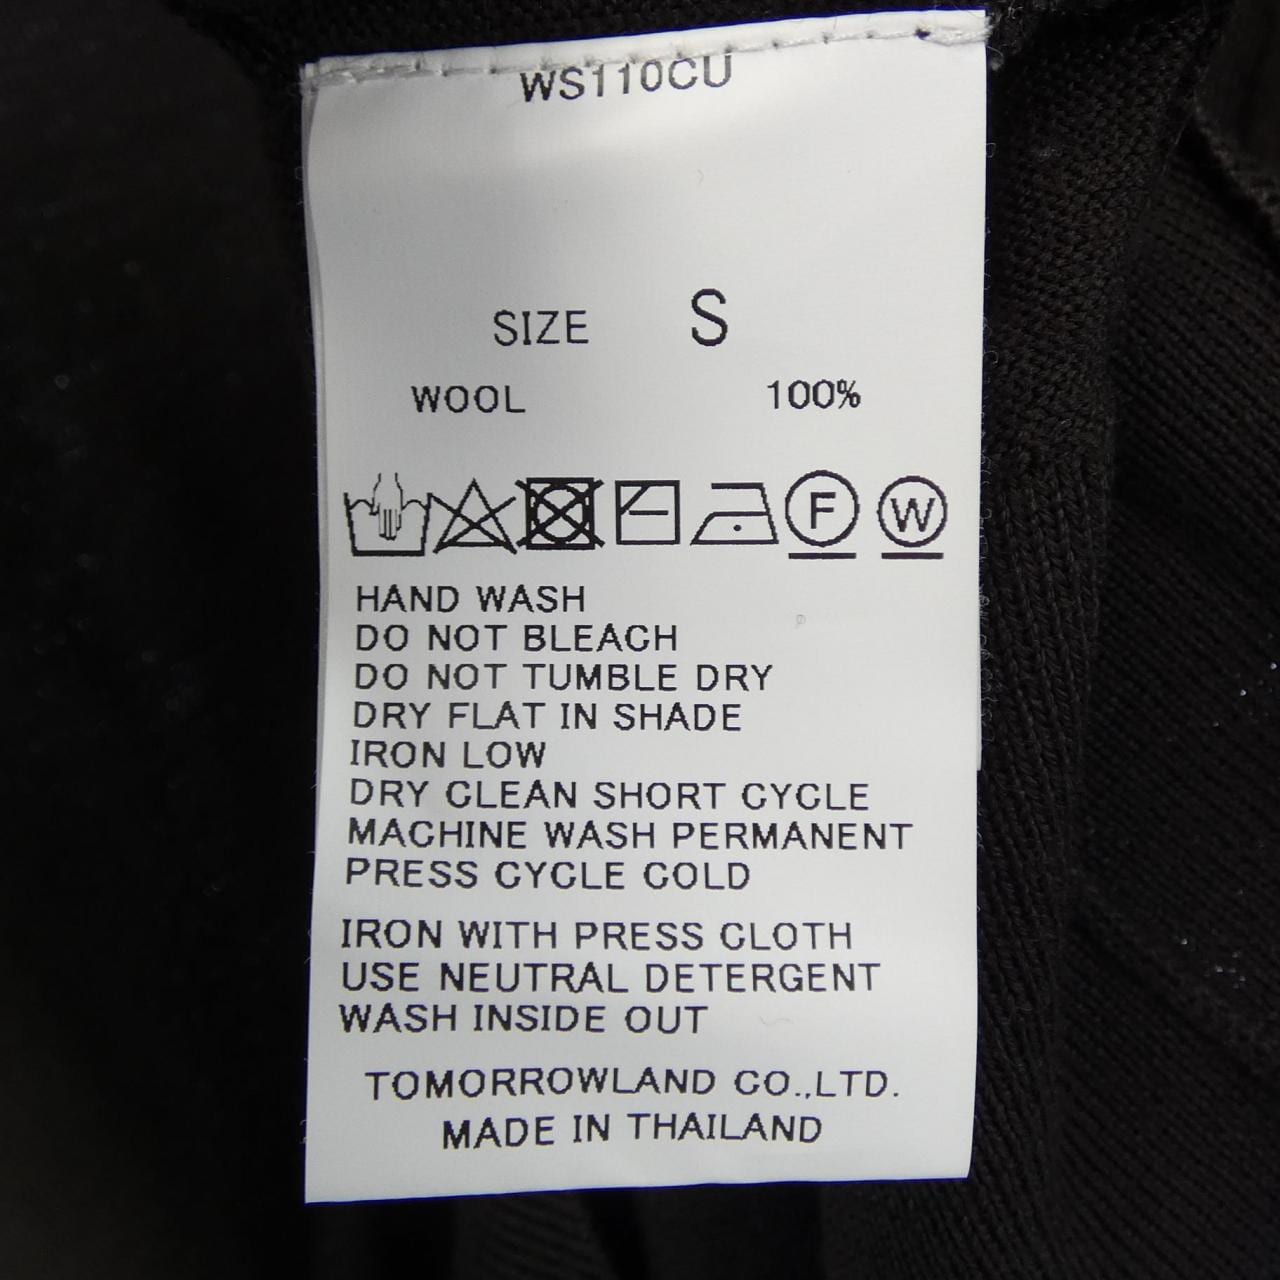 WS110CU
SIZE S
WOOL 100%
F W
HAND WASH
DO NOT BLEACH
DO NOT TUMBLE DRY
DRY FLAT IN SHADE
IRON LOW
DRY CLEAN SHORT CYCLE
MACHINE WASH PERMANENT
PRESS CYCLE COLD
IRON WITH PRESS CLOTH
USE NEUTRAL DETERGENT
WASH INSIDE OUT
TOMORROWLAND CO.,LTD.
MADE IN THAILAND